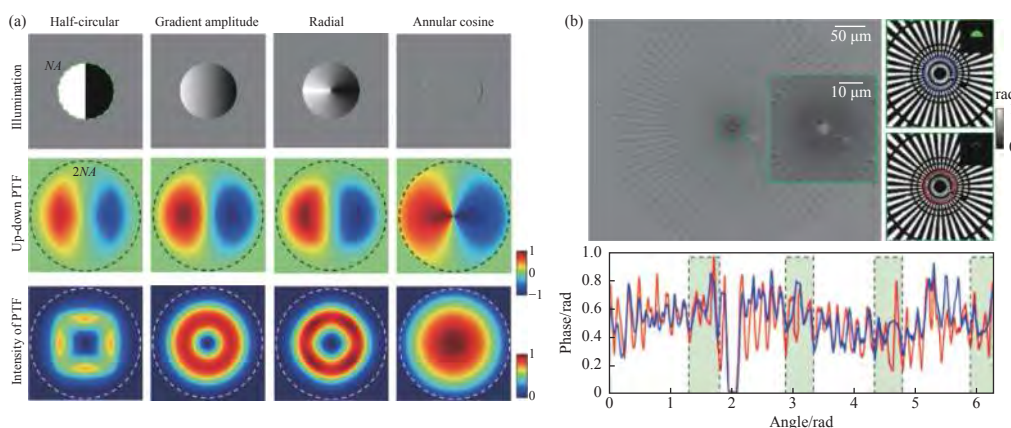 (a)
Half-circular
Gradient amplitude
Radial
Annular cosine
Illumination
NA
Up-down PTF
2NA
1
0
−1
Intensity of PTF
1
0
(b)
50 μm
10 μm
rad
0
Phase/rad
1.0
0.8
0.6
0.4
0.2
0
0 1 2 3 4 5 6
Angle/rad